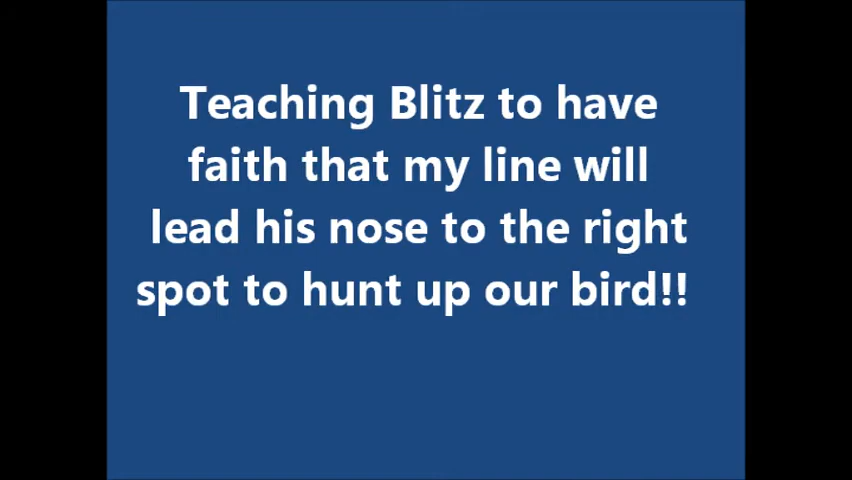 Teaching Blitz to have
faith that my line will
lead his nose to the right
spot to hunt up our bird!!